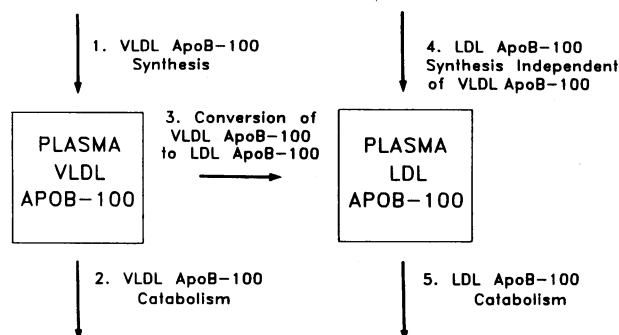 1. VLDL ApoB-100
Synthesis
4. LDL ApoB-100
Synthesis Independent
of VLDL ApoB-100
3. Conversion of
VLDL ApoB-100
to LDL ApoB-100
PLASMA
VLDL
APOB-100
PLASMA
LDL
APOB-100
2. VLDL ApoB-100
Catabolism
5. LDL ApoB-100
Catabolism